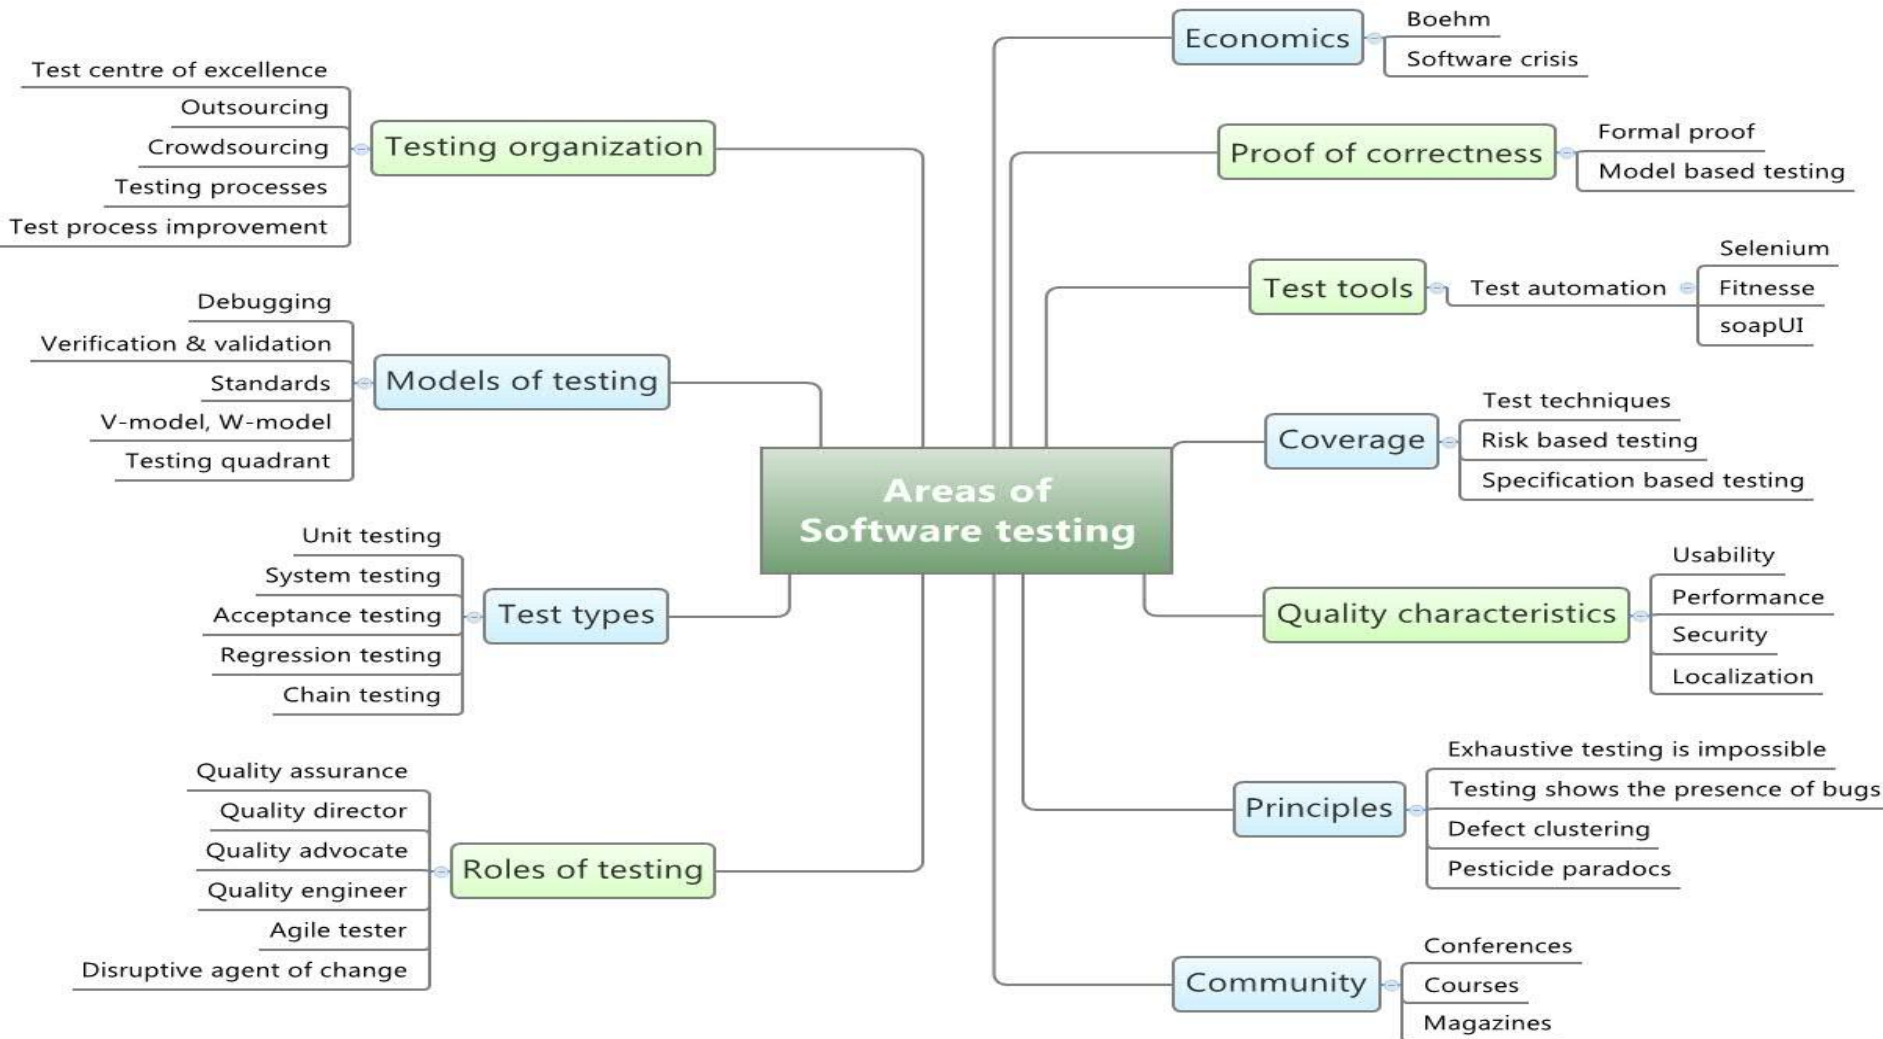 Areas of
Software testing
Testing organization
Test centre of excellence
Outsourcing
Crowdsourcing
Testing processes
Test process improvement
Models of testing
Debugging
Verification & validation
Standards
V-model, W-model
Testing quadrant
Test types
Unit testing
System testing
Acceptance testing
Regression testing
Chain testing
Roles of testing
Quality assurance
Quality director
Quality advocate
Quality engineer
Agile tester
Disruptive agent of change
Economics
Boehm
Software crisis
Proof of correctness
Formal proof
Model based testing
Test tools
Test automation
Selenium
Fitnesse
soapUI
Coverage
Test techniques
Risk based testing
Specification based testing
Quality characteristics
Usability
Performance
Security
Localization
Principles
Exhaustive testing is impossible
Testing shows the presence of bugs
Defect clustering
Pesticide paradocs
Community
Conferences
Courses
Magazines